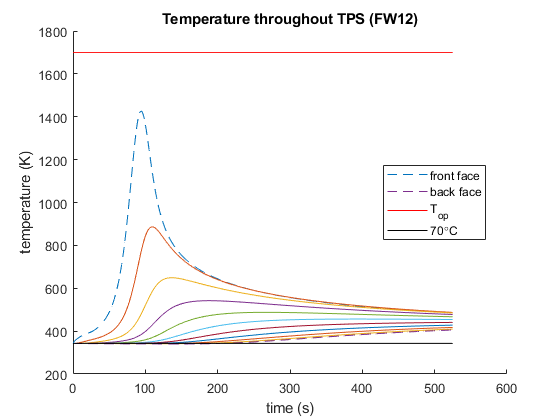 Temperature throughout TPS (FW12)
temperature (K)
1800
1600
1400
1200
1000
800
600
400
200
0
100
200
300
400
500
600
time (s)
front face
back face
T_op
70°C